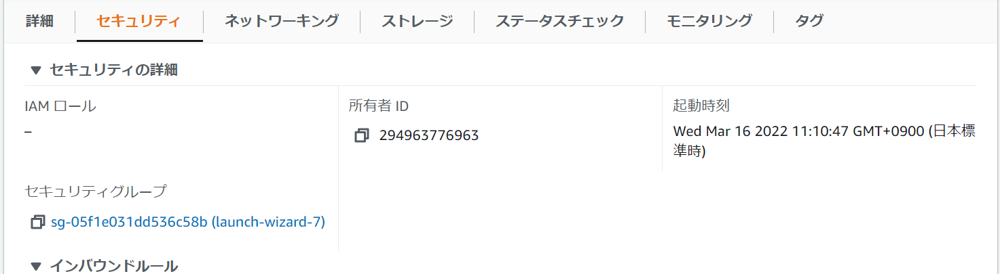 詳細 セキュリティ ネットワーキング ストレージ ステータスチェック モニタリング タグ
▼ セキュリティの詳細
IAM ロール
–
所有者 ID
294963776963
起動時刻
Wed Mar 16 2022 11:10:47 GMT+0900 (日本標
準時)
セキュリティグループ
sg-05f1e031dd536c58b (launch-wizard-7)
▼ インバウンドルール